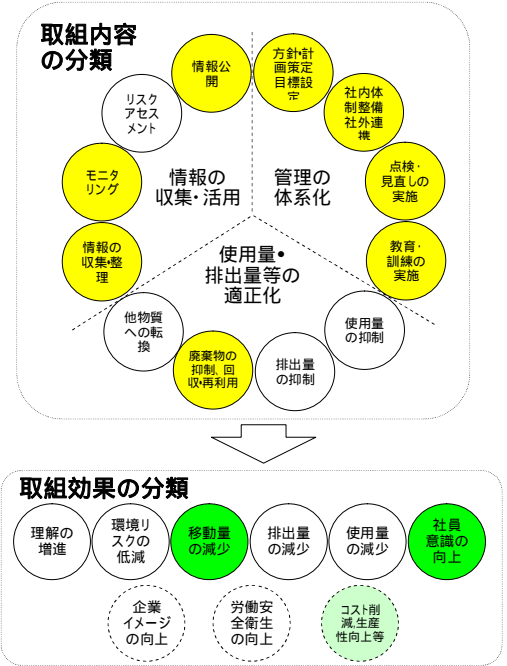 取組内容
の分類
情報公
開
方針・計
画策定
目標設
定
リスク
アセス
メント
社内体
制整備
社外連
携
モニタ
リング
情報の
収集・活用
管理の
体系化
点検・
見直しの
実施
情報の
収集・整
理
使用量・
排出量等の
適正化
教育・
訓練の
実施
他物質
への転
換
使用量
の抑制
廃棄物の
抑制、回
収・再利用
排出量
の抑制
取組効果の分類
理解の
増進
環境リ
スクの
低減
移動量
の減少
排出量
の減少
使用量
の減少
社員
意識の
向上
企業
イメージ
の向上
労働安
全衛生
の向上
コスト削
減,生産
性向上等